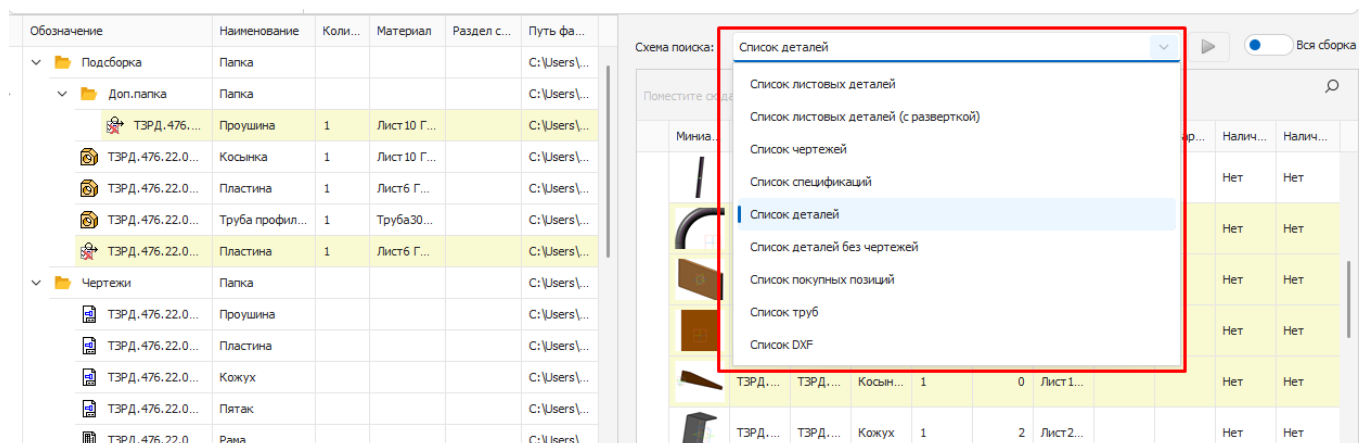 Обозначение Наименование Коли... Материал Раздел с... Путь фа...
Подсборка Папка C:\Users\...
Доп.папка Папка C:\Users\...
ТЗРД.476.... Проушина 1 Лист10 Г... C:\Users\...
ТЗРД.476.22.0... Косынка 1 Лист10 Г... C:\Users\...
ТЗРД.476.22.0... Пластина 1 Лист6 Г... C:\Users\...
ТЗРД.476.22.0... Труба профил... 1 Труба30... C:\Users\...
ТЗРД.476.22.0... Пластина 1 Лист6 Г... C:\Users\...
Чертежи Папка C:\Users\...
ТЗРД.476.22.0... Проушина C:\Users\...
ТЗРД.476.22.0... Пластина C:\Users\...
ТЗРД.476.22.0... Кожух C:\Users\...
ТЗРД.476.22.0... Пятак C:\Users\...
ТЗРД.476.22.0... Рама C:\Users\...
Схема поиска: Список деталей Вся сборка
Поместите сюда
Список листовых деталей
Список листовых деталей (с разверткой)
Список чертежей
Список спецификаций
Список деталей
Список деталей без чертежей
Список покупных позиций
Список труб
Список DXF
Миниа... Налич... Налич...
Нет Нет
Нет Нет
Нет Нет
Нет Нет
ТЗРД.... ТЗРД.... Косын... 1 0 Лист1... Нет Нет
ТЗРД.... ТЗРД.... Кожух 1 2 Лист2... Нет Нет